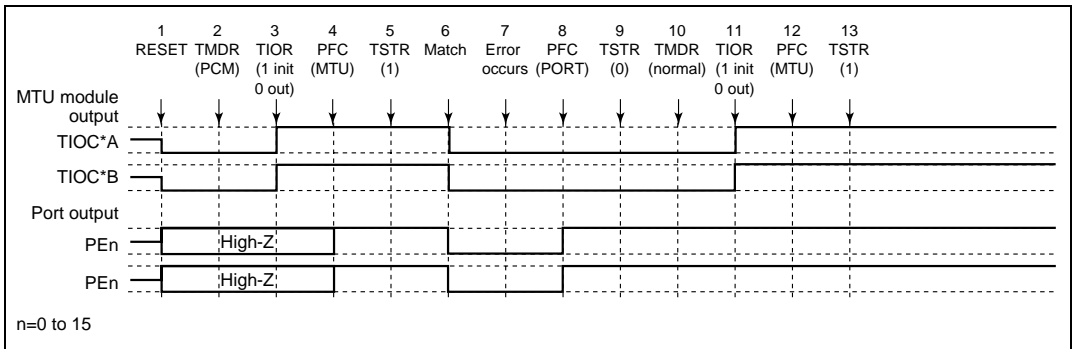 1 2 3 4 5 6 7 8 9 10 11 12 13
RESET TMDR TIOR PFC TSTR Match Error PFC TSTR TMDR TIOR PFC TSTR
(PCM) (1 init (MTU) (1) occurs (PORT) (0) (normal) (1 init (MTU) (1)
0 out) 0 out)
MTU module
output
TIOC*A
TIOC*B
Port output
PEn High-Z
PEn High-Z
n=0 to 15